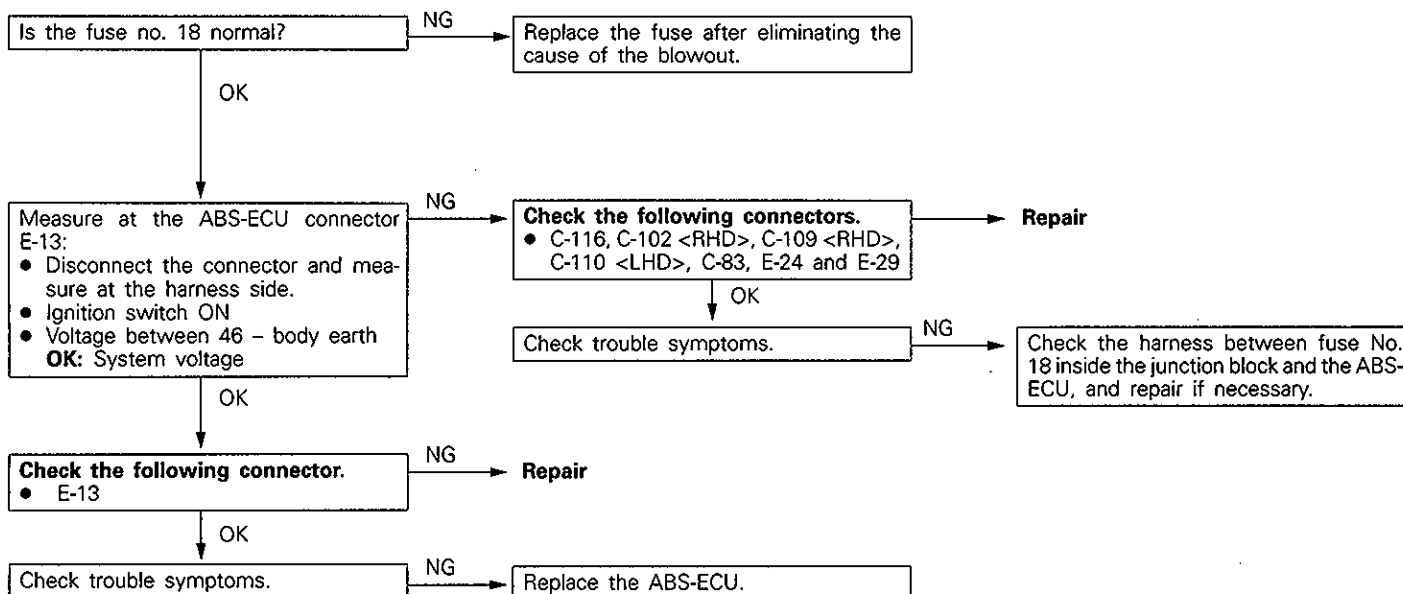 Is the fuse no. 18 normal?
NG
Replace the fuse after eliminating the
cause of the blowout.
OK
Measure at the ABS-ECU connector
E-13:
● Disconnect the connector and mea-
sure at the harness side.
● Ignition switch ON
● Voltage between 46 – body earth
OK: System voltage
NG
Check the following connectors.
● C-116, C-102 <RHD>, C-109 <RHD>,
C-110 <LHD>, C-83, E-24 and E-29
Repair
OK
Check trouble symptoms.
NG
Check the harness between fuse No.
18 inside the junction block and the ABS-
ECU, and repair if necessary.
OK
Check the following connector.
● E-13
NG
Repair
OK
Check trouble symptoms.
NG
Replace the ABS-ECU.